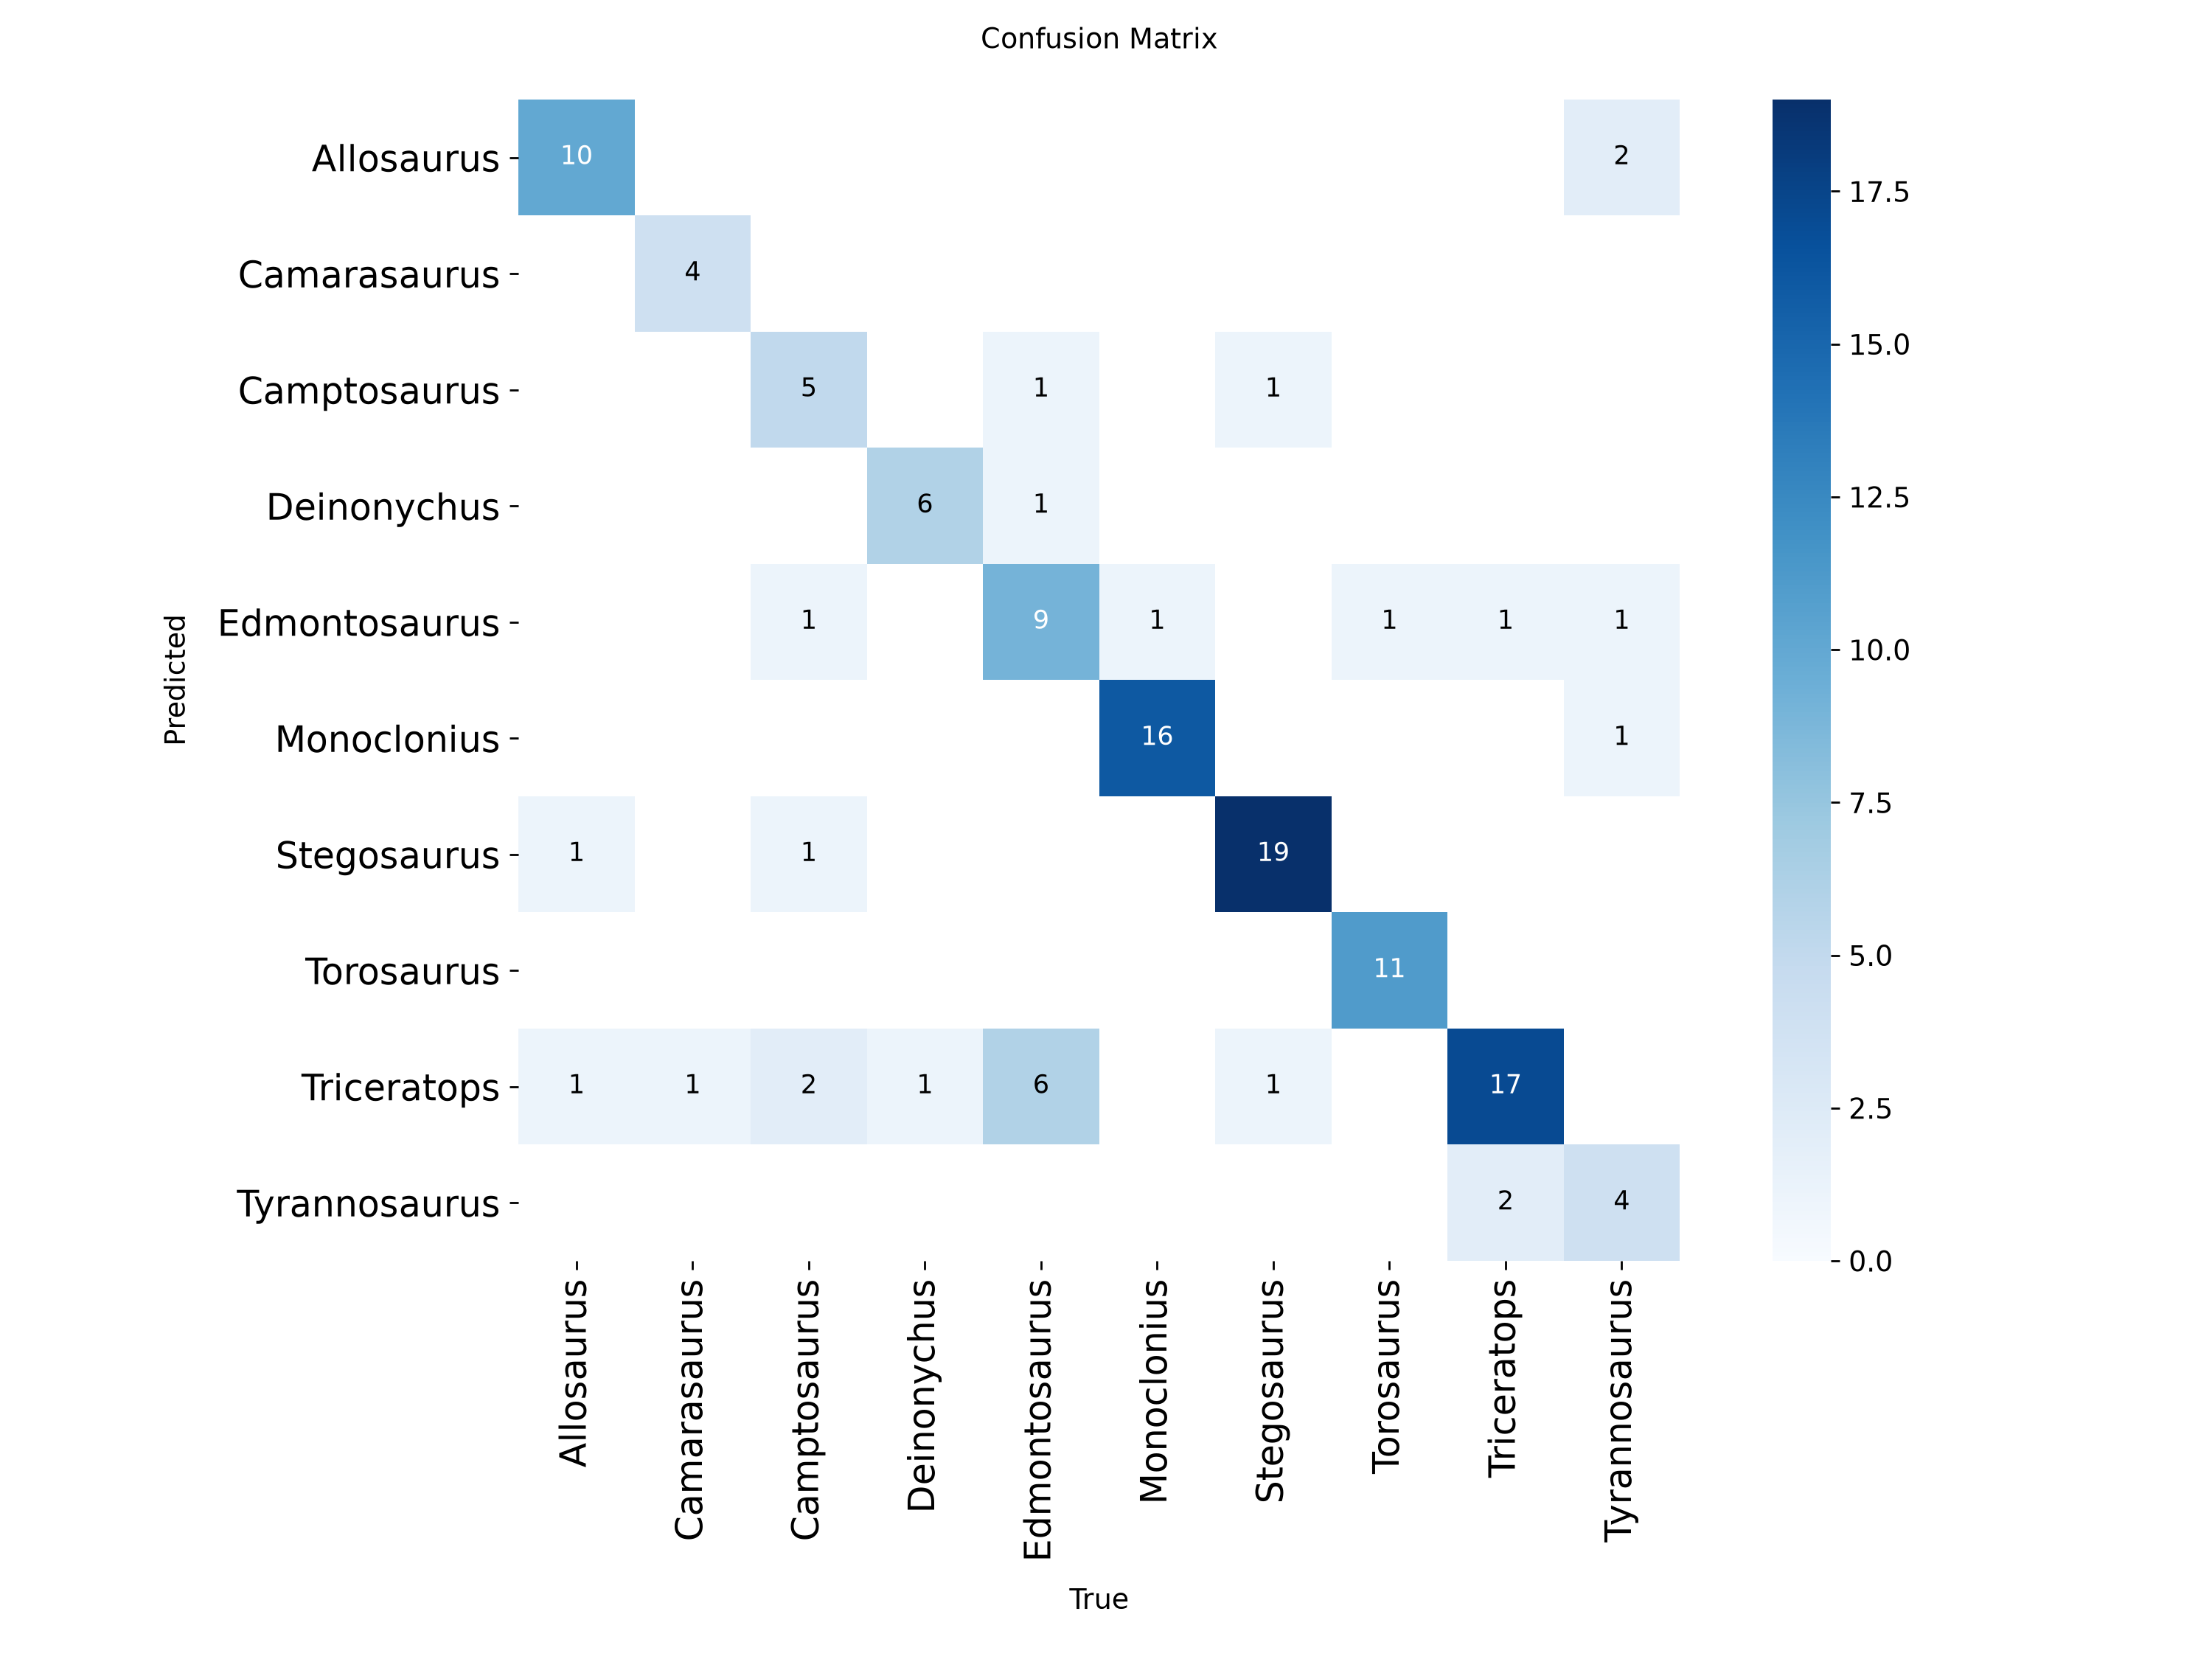 Confusion Matrix
Allosaurus 10 2
Camarasaurus 4
Camptosaurus 5 1 1
Deinonychus 6 1
Edmontosaurus 1 9 1 1 1 1
Monoclonius 16 1
Stegosaurus 1 1 19
Torosaurus 11
Triceratops 1 1 2 1 6 1 17
Tyrannosaurus 2 4
Predicted
Allosaurus
Camarasaurus
Camptosaurus
Deinonychus
Edmontosaurus
Monoclonius
Stegosaurus
Torosaurus
Triceratops
Tyrannosaurus
True
17.5
15.0
12.5
10.0
7.5
5.0
2.5
0.0